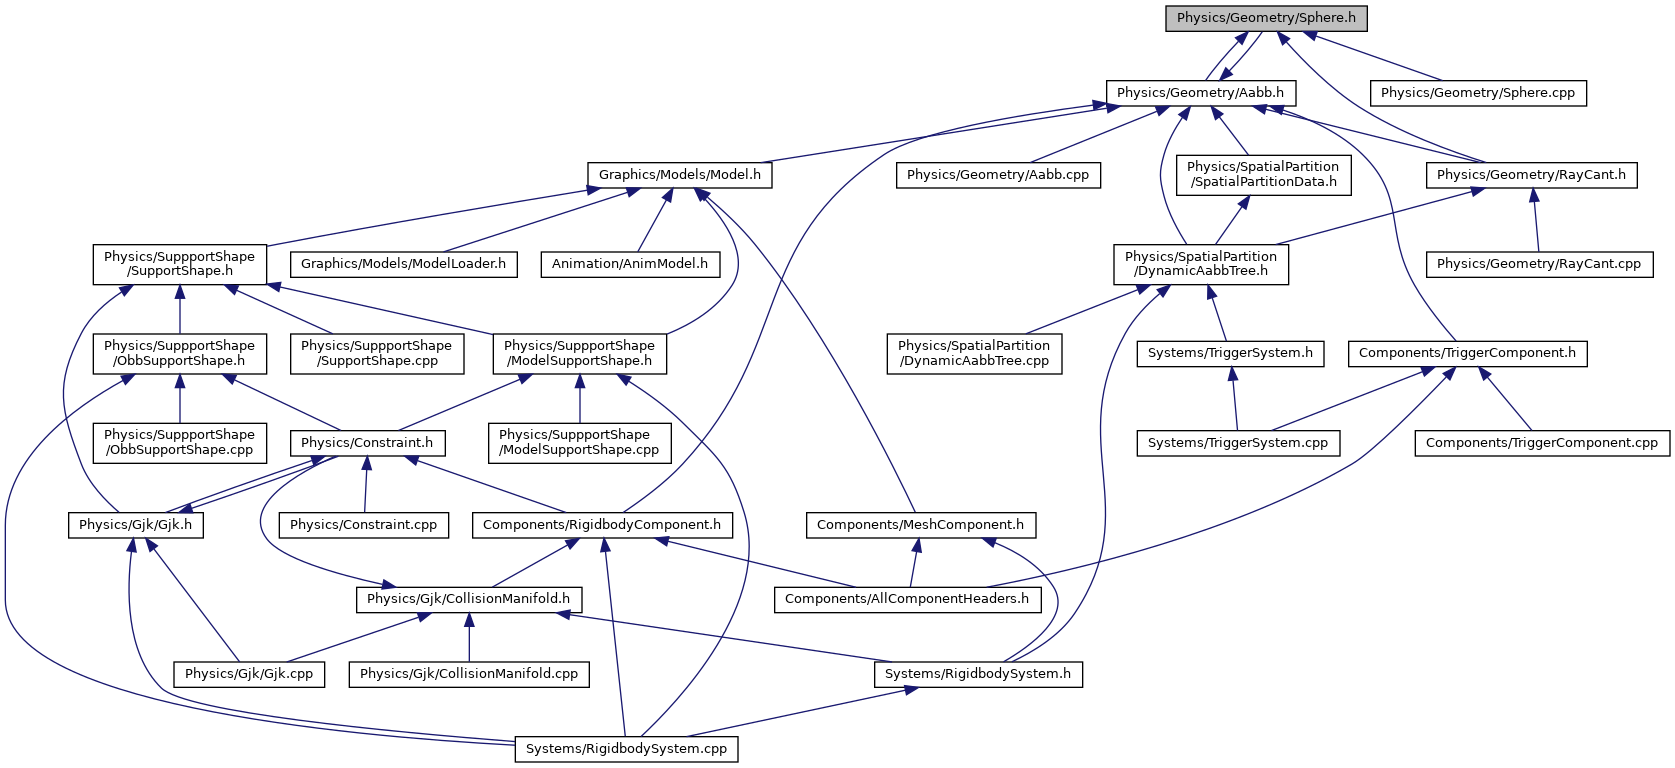 Physics/Geometry/Sphere.h
Physics/Geometry/Aabb.h
Physics/Geometry/Sphere.cpp
Graphics/Models/Model.h
Physics/Geometry/Aabb.cpp
Physics/SpatialPartition
/SpatialPartitionData.h
Physics/Geometry/RayCant.h
Physics/SuppportShape
/SupportShape.h
Graphics/Models/ModelLoader.h
Animation/AnimModel.h
Physics/SpatialPartition
/DynamicAabbTree.h
Physics/Geometry/RayCant.cpp
Physics/SuppportShape
/ObbSupportShape.h
Physics/SuppportShape
/SupportShape.cpp
Physics/SuppportShape
/ModelSupportShape.h
Physics/SpatialPartition
/DynamicAabbTree.cpp
Systems/TriggerSystem.h
Components/TriggerComponent.h
Physics/SuppportShape
/ObbSupportShape.cpp
Physics/Constraint.h
Physics/SuppportShape
/ModelSupportShape.cpp
Systems/TriggerSystem.cpp
Components/TriggerComponent.cpp
Physics/Gjk/Gjk.h
Physics/Constraint.cpp
Components/RigidbodyComponent.h
Components/MeshComponent.h
Physics/Gjk/CollisionManifold.h
Components/AllComponentHeaders.h
Physics/Gjk/Gjk.cpp
Physics/Gjk/CollisionManifold.cpp
Systems/RigidbodySystem.h
Systems/RigidbodySystem.cpp